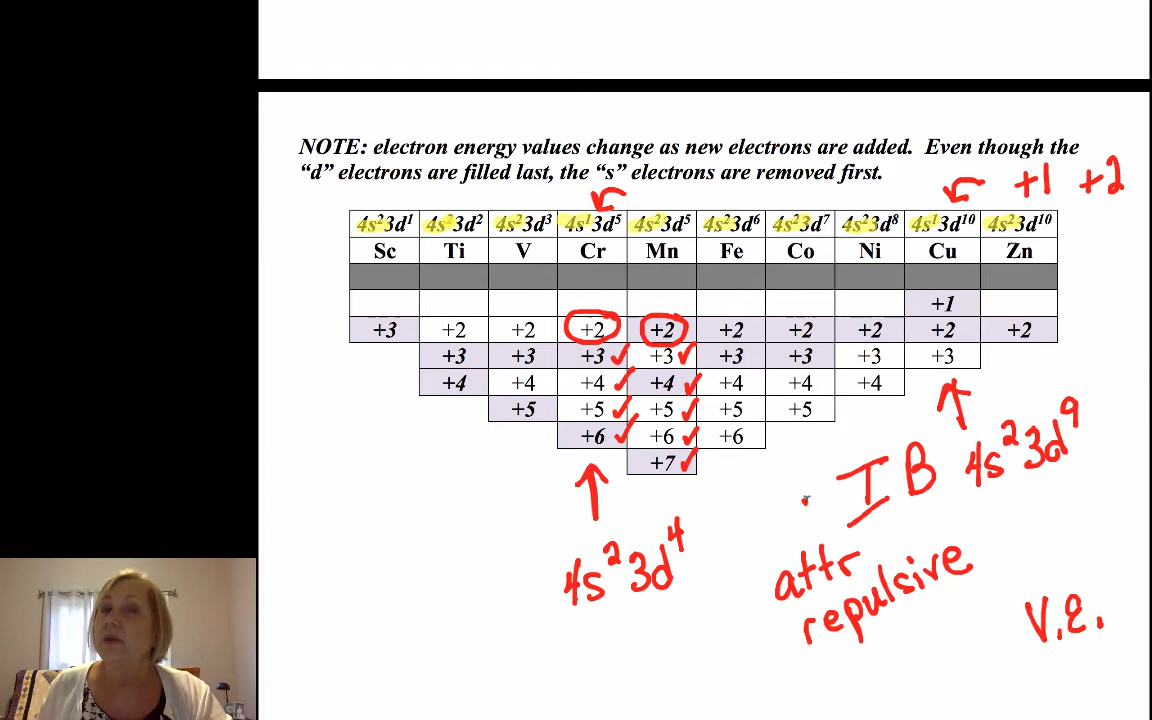 NOTE: electron energy values change as new electrons are added. Even though the
“d” electrons are filled last, the “s” electrons are removed first.
+1 +2
4s²3d¹ 4s²3d² 4s²3d³ 4s¹3d⁵ 4s²3d⁵ 4s²3d⁶ 4s²3d⁷ 4s²3d⁸ 4s¹3d¹⁰ 4s²3d¹⁰
Sc Ti V Cr Mn Fe Co Ni Cu Zn
+1
+3 +2 +2 +2 +2 +2 +2 +2 +2 +2
+3 +3 +3 +3 +3 +3 +3 +3
+4 +4 +4 +4 +4 +4 +4
+5 +5 +5 +5 +5
+6 +6 +6
+7
IB 4s²3d⁹
4s²3d⁴
attr
repulsive
V.E.